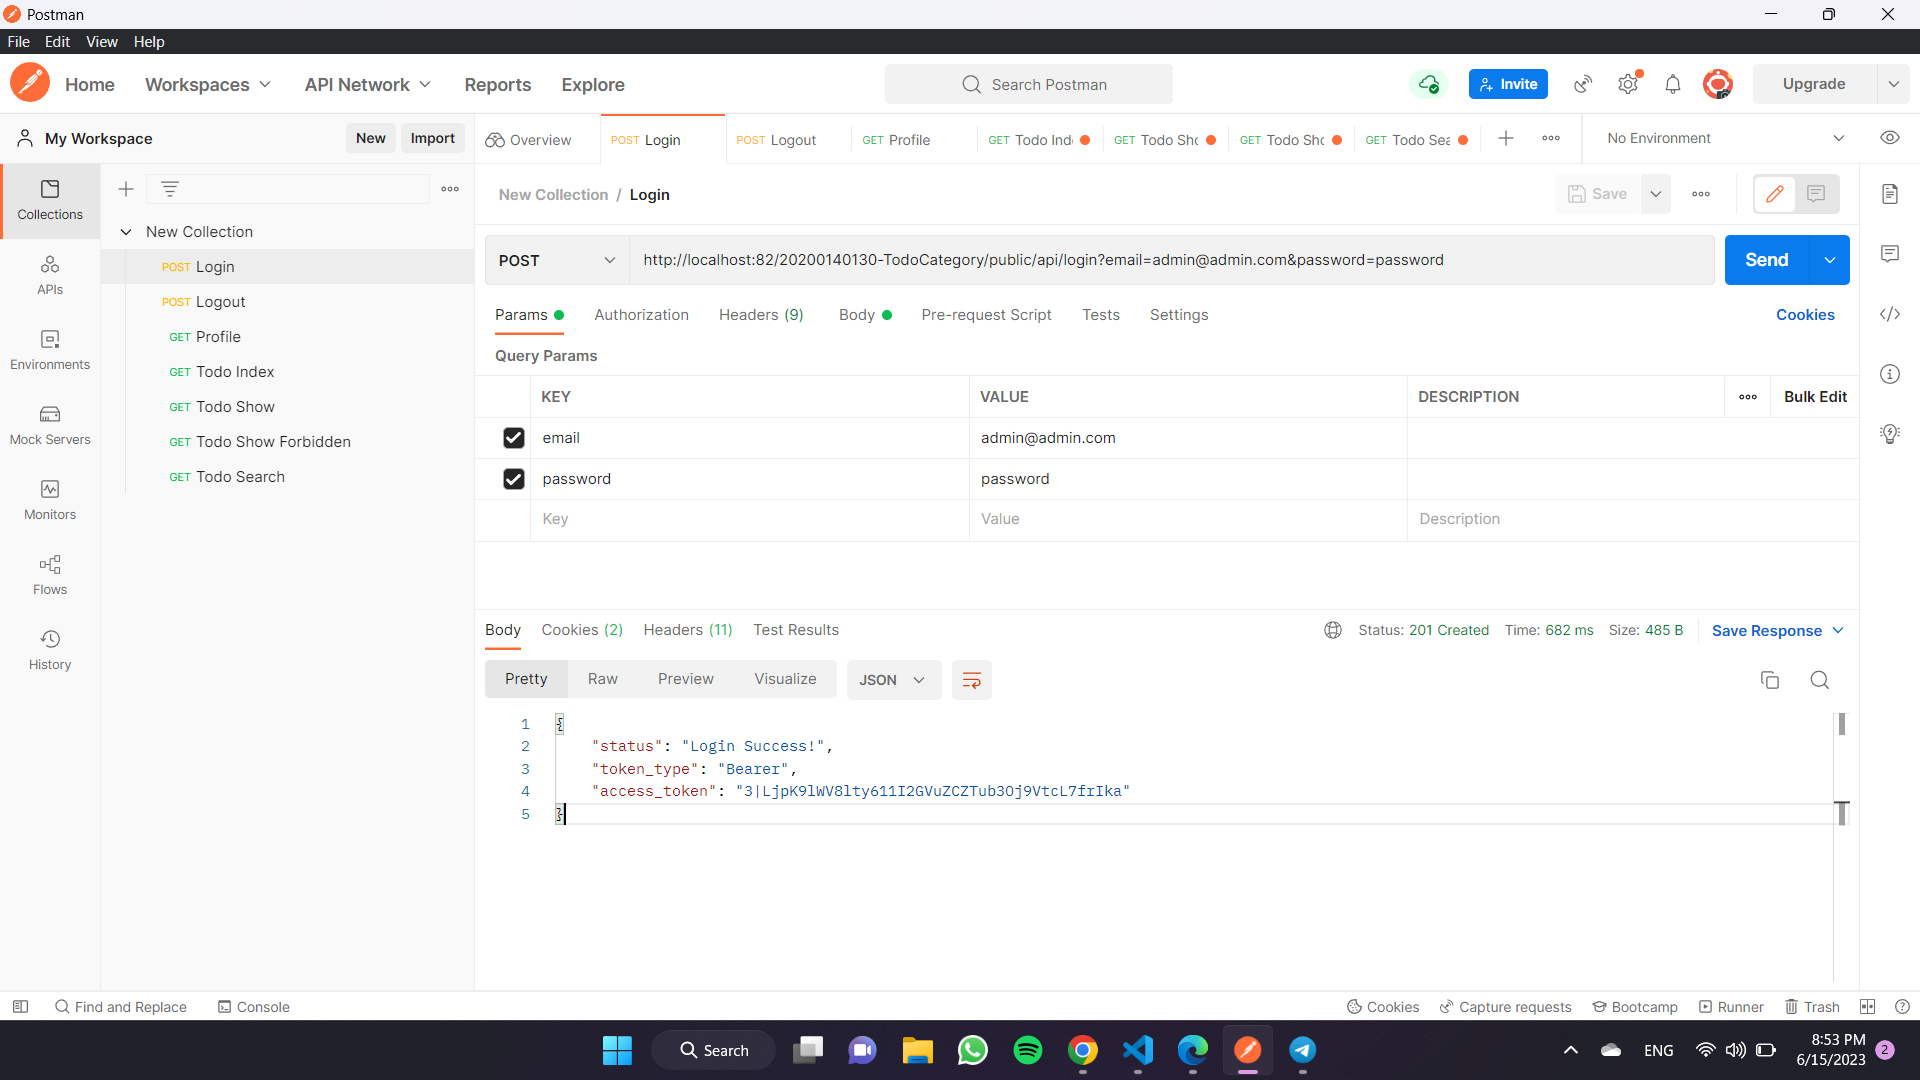 Postman
File Edit View Help
Home Workspaces API Network Reports Explore
Search Postman
Invite
Upgrade
My Workspace
New Import
Overview
POST Login
POST Logout
GET Profile
GET Todo Ind
GET Todo Sho
GET Todo Sho
GET Todo Sea
No Environment
Collections
APIs
Environments
Mock Servers
Monitors
Flows
History
New Collection
POST Login
POST Logout
GET Profile
GET Todo Index
GET Todo Show
GET Todo Show Forbidden
GET Todo Search
New Collection / Login
Save
POST
http://localhost:82/20200140130-TodoCategory/public/api/login?email=admin@admin.com&password=password
Send
Params Authorization Headers (9) Body Pre-request Script Tests Settings
Cookies
Query Params
KEY VALUE DESCRIPTION Bulk Edit
email admin@admin.com
password password
Key Value Description
Body Cookies (2) Headers (11) Test Results
Status: 201 Created Time: 682 ms Size: 485 B Save Response
Pretty Raw Preview Visualize JSON
1 {
2 "status": "Login Success!",
3 "token_type": "Bearer",
4 "access_token": "3|LjpK9lWV8lty611I2GVuZCZTub3Oj9VtcL7frIka"
5 }
Find and Replace Console
Cookies Capture requests Bootcamp Runner Trash
Search
ENG
8:53 PM
6/15/2023
2